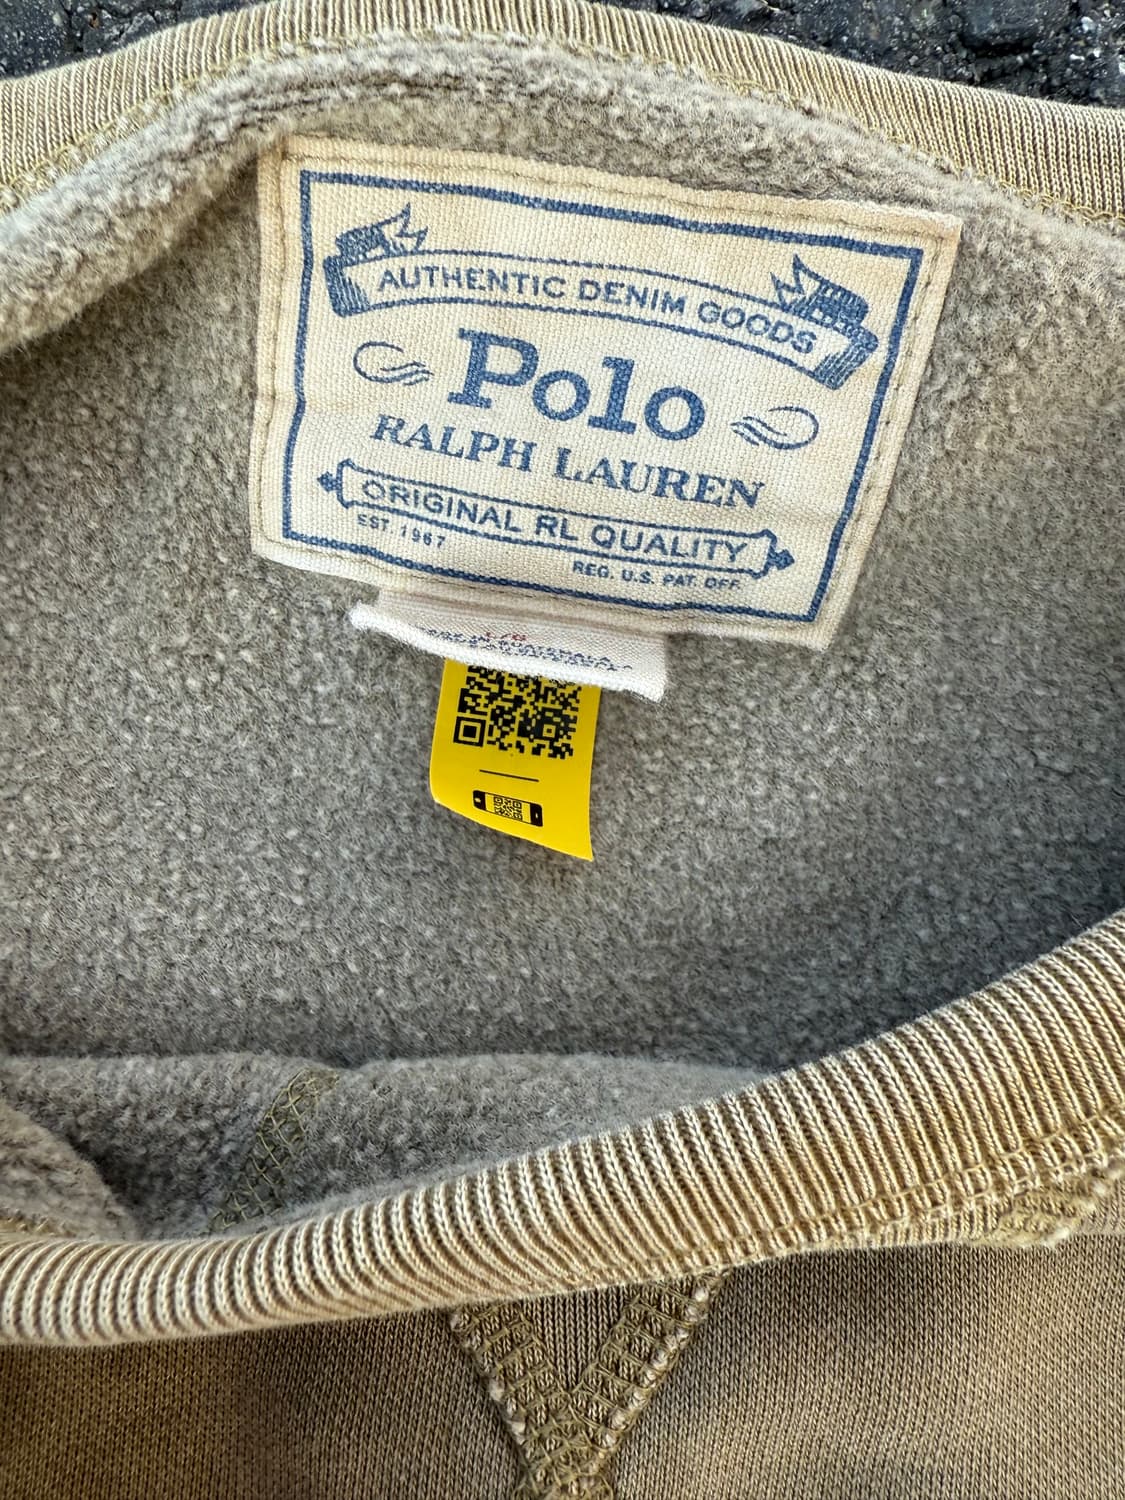 AUTHENTIC DENIM GOODS
Polo
RALPH LAUREN
ORIGINAL RL QUALITY
EST. 1967
REG. U.S. PAT. OFF.
L/G